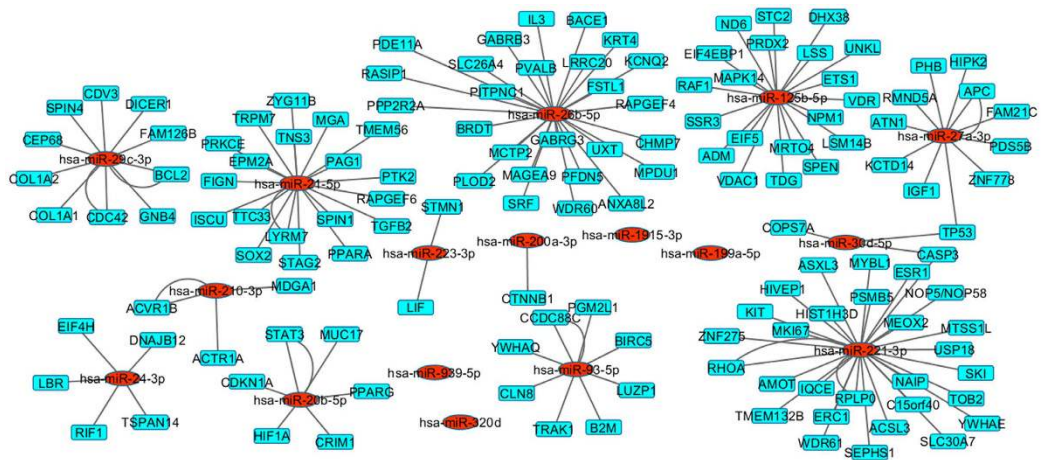 SPIN4
CDV3
DICER1
CEP68
FAM126B
hsa-miR-29c-3p
COL1A2
BCL2
COL1A1
CDC42
GNB4
ZYG11B
TRPM7
MGA
TNS3
TMEM56
PRKCE
EPM2A
PAG1
hsa-miR-21-5p
FIGN
PTK2
RAPGEF6
ISCU
TTC33
SPIN1
TGFB2
LYRM7
SOX2
PPARA
STAG2
IL3
BACE1
GABRB3
KRT4
PDE11A
SLC26A4
PVALB
LRRC20
KCNQ2
RASIP1
PITPNC1
FSTL1
PPP2R2A
RAPGEF4
hsa-miR-26b-5p
BRDT
GABRG3
CHMP7
MCTP2
UXT
MPDU1
PLOD2
MAGEA9
PFDN5
SRF
WDR60
ANXA8L2
STC2
DHX38
ND6
PRDX2
LSS
UNKL
EIF4EBP1
MAPK14
ETS1
RAF1
hsa-miR-125b-5p
VDR
SSR3
NPM1
EIF5
MRTO4
LSM14B
ADM
SPEN
VDAC1
TDG
PHB
HIPK2
RMND5A
APC
FAM21C
ATN1
hsa-miR-27a-3p
PDS5B
KCTD14
ZNF778
IGF1
STMN1
hsa-miR-223-3p
LIF
hsa-miR-200a-3p
CTNNB1
hsa-miR-1915-3p
hsa-miR-199a-5p
COPS7A
hsa-miR-30d-5p
TP53
CASP3
hsa-miR-210-3p
MDGA1
ACVR1B
ACTR1A
EIF4H
DNAJB12
LBR
hsa-miR-24-3p
RIF1
TSPAN14
STAT3
MUC17
CDKN1A
PPARG
hsa-miR-20b-5p
HIF1A
CRIM1
hsa-miR-939-5p
hsa-miR-320d
PGM2L1
CCDC88C
YWHAQ
BIRC5
hsa-miR-93-5p
CLN8
LUZP1
TRAK1
B2M
ASXL3
MYBL1
ESR1
HIVEP1
PSMB5
NOP5/NOP58
KIT
HIST1H3D
MEOX2
MTSS1L
ZNF275
MKI67
hsa-miR-221-3p
USP18
RHOA
SKI
AMOT
IQCE
NAIP
RPLP0
C15orf40
TOB2
TMEM132B
ERC1
YWHAE
WDR61
ACSL3
SLC30A7
SEPHS1